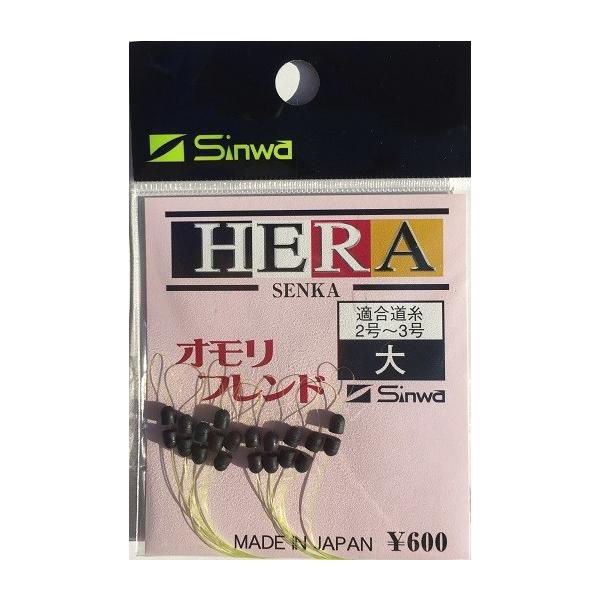 Sinwa
HERA
SENKA
適合道糸
2号〜3号
大
オモリ
フレンド
Sinwa
MADE IN JAPAN ¥600